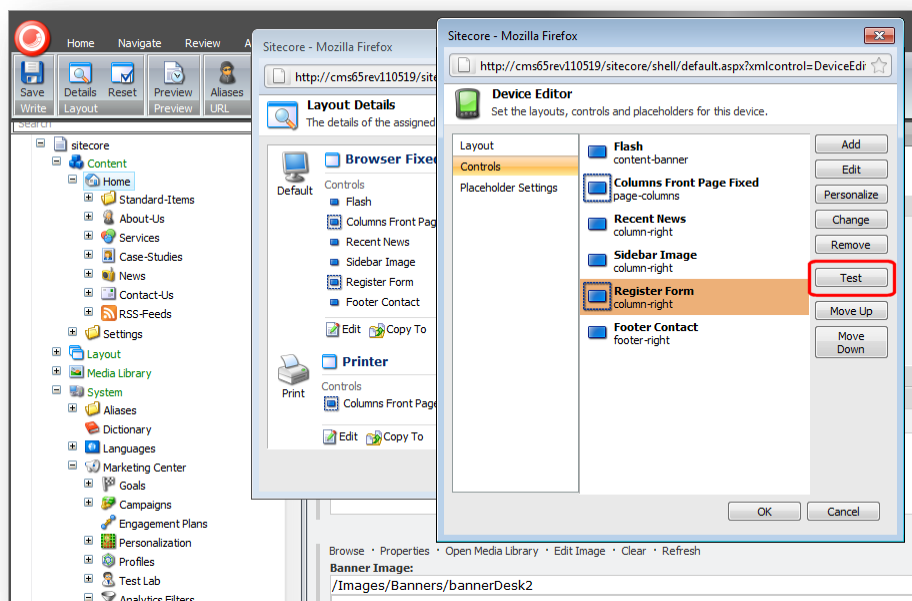 Home Navigate Review A
Save
Write
Details Reset
Layout
Preview
Preview
Aliases
URL
Search
sitecore
Content
Home
Standard-Items
About-Us
Services
Case-Studies
News
Contact-Us
RSS-Feeds
Settings
Layout
Media Library
System
Aliases
Dictionary
Languages
Marketing Center
Goals
Campaigns
Engagement Plans
Personalization
Profiles
Test Lab
Analytics Filters
Sitecore - Mozilla Firefox
http://cms65rev110519/site
Layout Details
The details of the assigned
Default
Browser Fixe
Controls
Flash
Columns Front Pag
Recent News
Sidebar Image
Register Form
Footer Contact
Edit Copy To
Print
Printer
Controls
Columns Front Page
Edit Copy To
Sitecore - Mozilla Firefox
http://cms65rev110519/sitecore/shell/default.aspx?xmlcontrol=DeviceEdi
Device Editor
Set the layouts, controls and placeholders for this device.
Layout
Controls
Placeholder Settings
Flash
content-banner
Columns Front Page Fixed
page-columns
Recent News
column-right
Sidebar Image
column-right
Register Form
column-right
Footer Contact
footer-right
Add
Edit
Personalize
Change
Remove
Test
Move Up
Move
Down
OK Cancel
Browse · Properties · Open Media Library · Edit Image · Clear · Refresh
Banner Image:
/Images/Banners/bannerDesk2